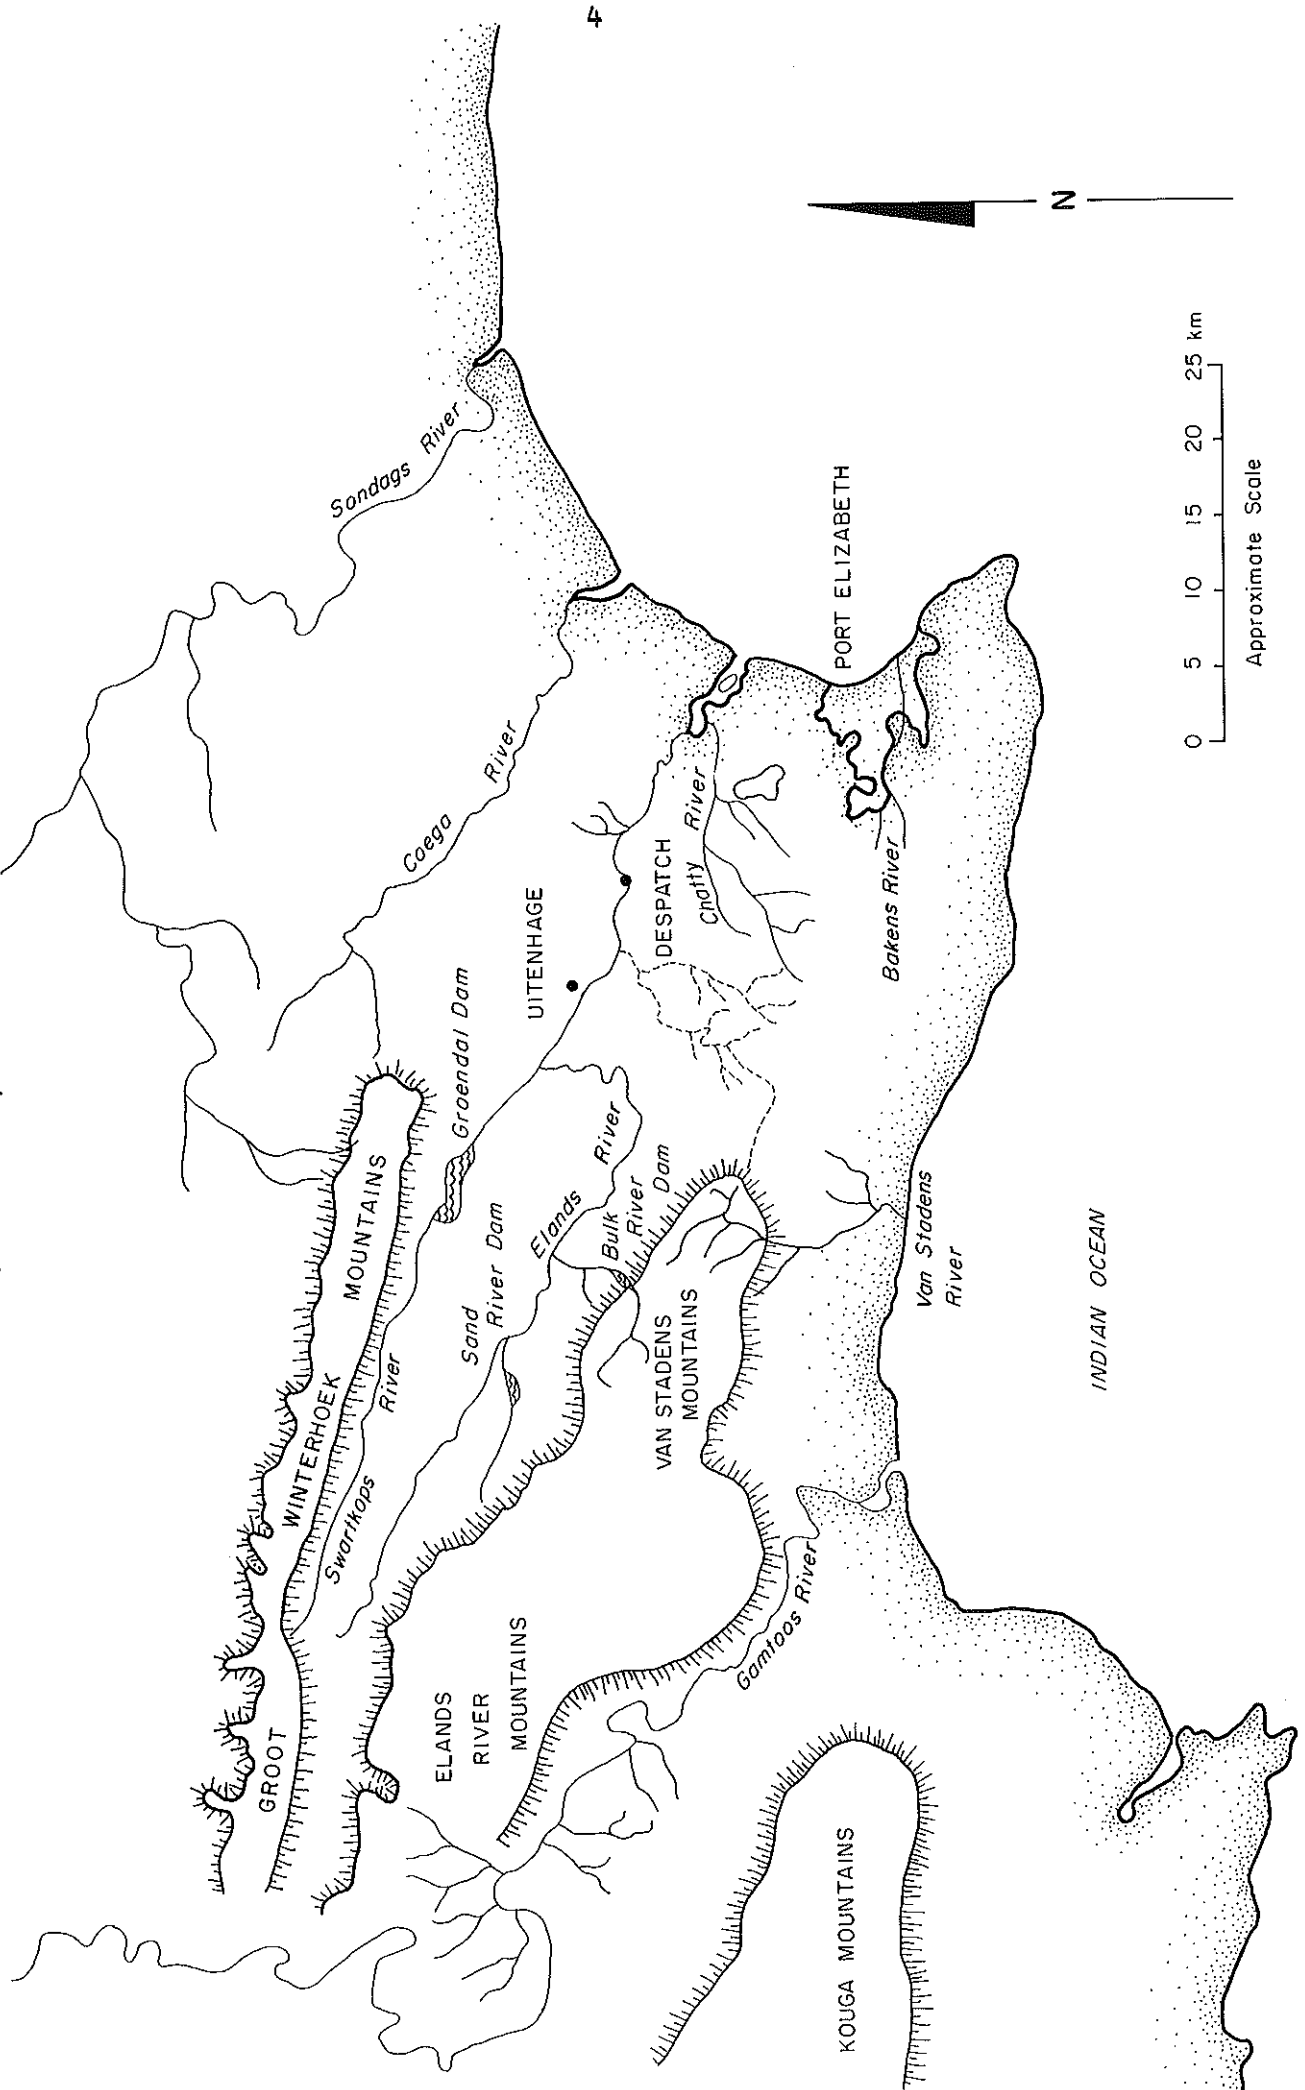 4
Sondags River
Coega River
GROOT WINTERHOEK MOUNTAINS
Swartkops River
Groendal Dam
UITENHAGE
DESPATCH
Chatty River
PORT ELIZABETH
Bakens River
Sand
River Dam
Elands River
Bulk
River Dam
ELANDS
RIVER
MOUNTAINS
VAN STADENS
MOUNTAINS
Van Stadens
River
Gamtoos River
KOUGA MOUNTAINS
INDIAN OCEAN
N
0 5 10 15 20 25 km
Approximate Scale